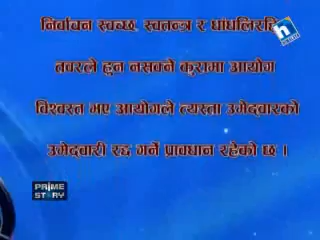 निर्वाचन स्वच्छ, स्वतन्त्र र धाँधलिरहित
तवरले हुन नसक्ने कुरामा आयोग
विश्वस्त भए आयोगले त्यस्ता उमेदवारको
उमेदवारी रद्द गर्ने प्रावधान रहेको छ ।
PRIME
STORY